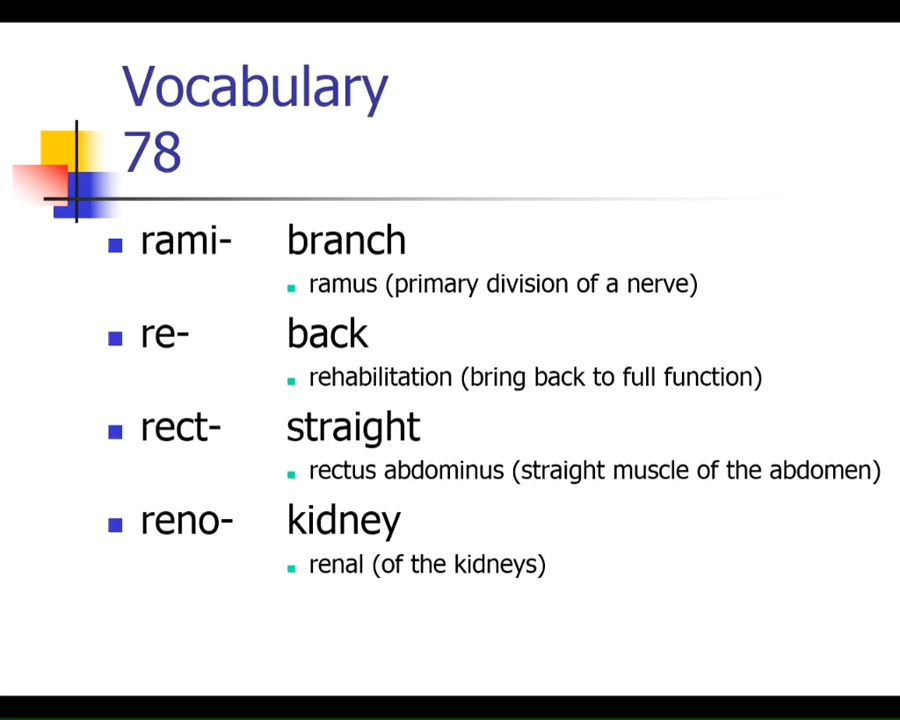 Vocabulary
78
rami- branch
ramus (primary division of a nerve)
re- back
rehabilitation (bring back to full function)
rect- straight
rectus abdominus (straight muscle of the abdomen)
reno- kidney
renal (of the kidneys)